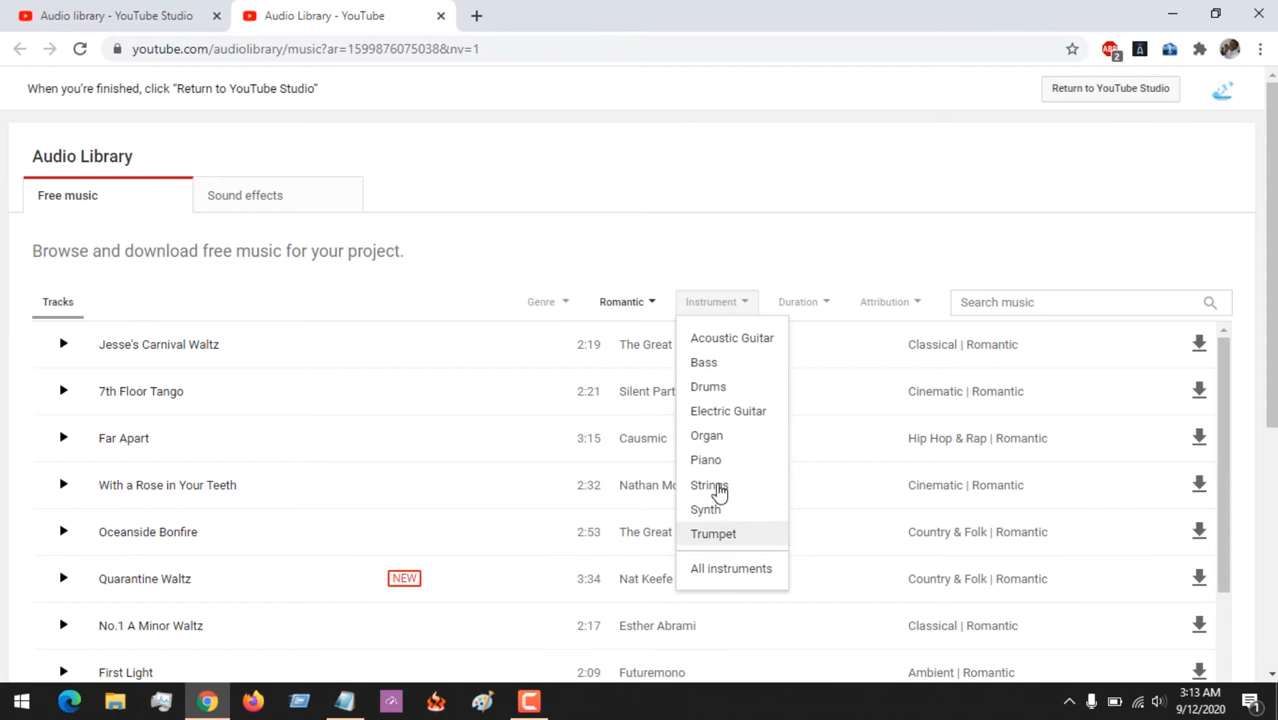 Audio library - YouTube Studio
Audio Library - YouTube
youtube.com/audiolibrary/music?ar=1599876075038&nv=1
ABP
2
When you're finished, click "Return to YouTube Studio"
Return to YouTube Studio
Audio Library
Free music
Sound effects
Browse and download free music for your project.
Tracks
Genre
Romantic
Instrument
Duration
Attribution
Search music
Acoustic Guitar
Bass
Drums
Electric Guitar
Organ
Piano
Strings
Synth
Trumpet
All instruments
Jesse's Carnival Waltz 2:19 The Great Classical | Romantic
7th Floor Tango 2:21 Silent Part Cinematic | Romantic
Far Apart 3:15 Causmic Hip Hop & Rap | Romantic
With a Rose in Your Teeth 2:32 Nathan Mo Cinematic | Romantic
Oceanside Bonfire 2:53 The Great Country & Folk | Romantic
Quarantine Waltz NEW 3:34 Nat Keefe Country & Folk | Romantic
No.1 A Minor Waltz 2:17 Esther Abrami Classical | Romantic
First Light 2:09 Futuremono Ambient | Romantic
3:13 AM
9/12/2020
1